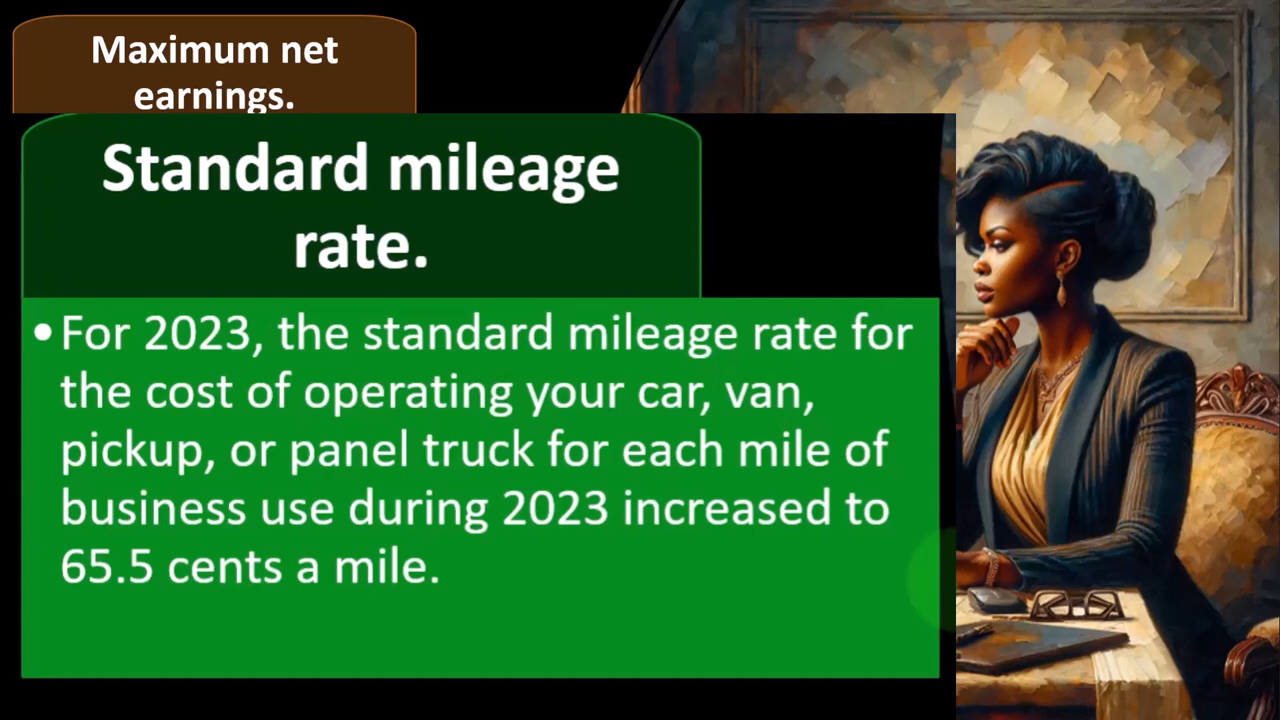 Maximum net
earnings.
Standard mileage
rate.
•For 2023, the standard mileage rate for
the cost of operating your car, van,
pickup, or panel truck for each mile of
business use during 2023 increased to
65.5 cents a mile.